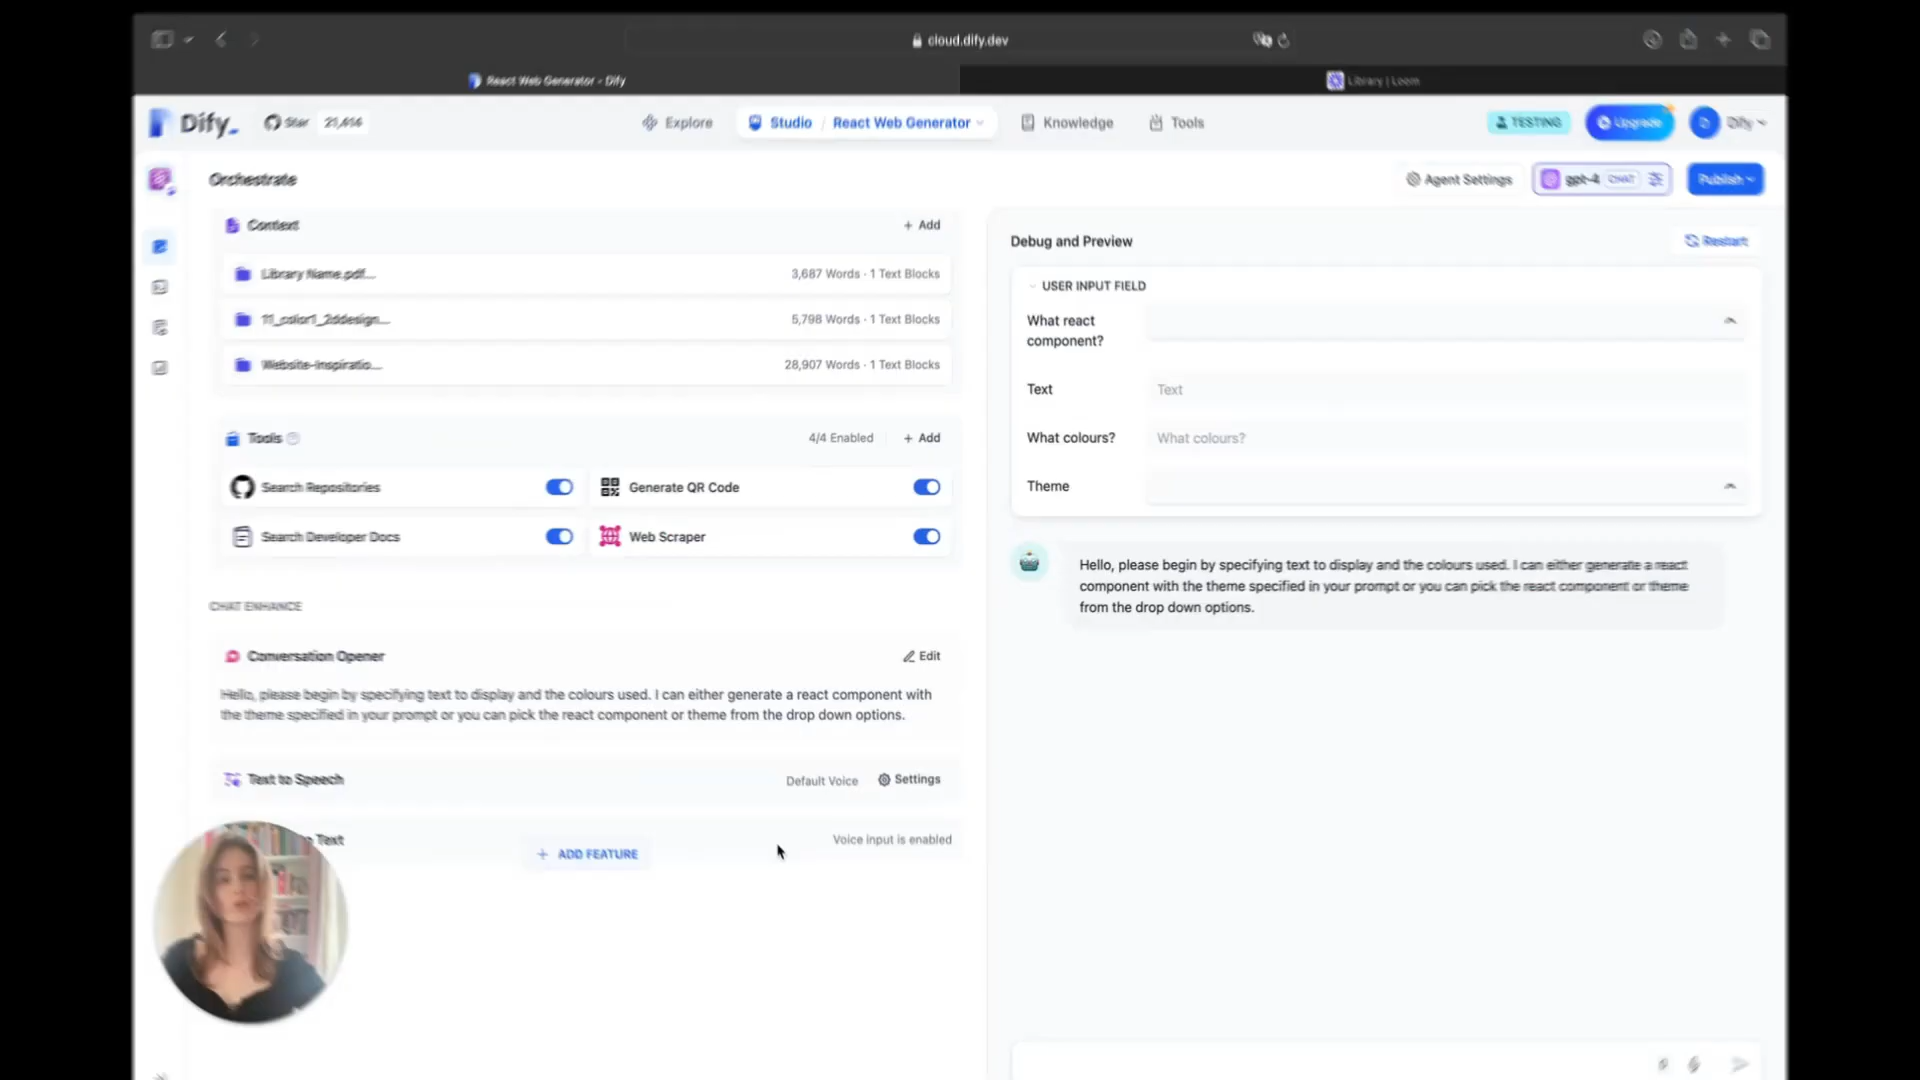 cloud.dify.dev
React Web Generator - Dify
Library | Loom
Dify_
Star
Explore
Studio / React Web Generator
Knowledge
Tools
TESTING
Upgrade
Dify
Orchestrate
Agent Settings
gpt-4 CHAT
Publish
Context
+ Add
Library Name.pdf...
3,687 Words · 1 Text Blocks
11_color1_2ddesign...
5,798 Words · 1 Text Blocks
Website-Inspiratio...
28,907 Words · 1 Text Blocks
Tools
4/4 Enabled
+ Add
Search Repositories
Generate QR Code
Search Developer Docs
Web Scraper
CHAT ENHANCE
Conversation Opener
Edit
Hello, please begin by specifying text to display and the colours used. I can either generate a react component with
the theme specified in your prompt or you can pick the react component or theme from the drop down options.
Text to Speech
Default Voice
Settings
Text
Voice input is enabled
+ ADD FEATURE
Debug and Preview
Restart
USER INPUT FIELD
What react
component?
Text
Text
What colours?
What colours?
Theme
Hello, please begin by specifying text to display and the colours used. I can either generate a react
component with the theme specified in your prompt or you can pick the react component or theme
from the drop down options.